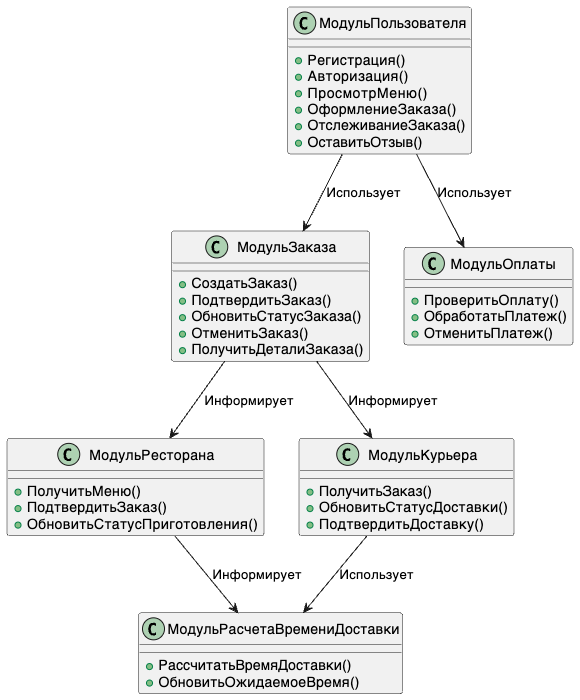 C МодульПользователя
Регистрация()
Авторизация()
ПросмотрМеню()
ОформлениеЗаказа()
ОтслеживаниеЗаказа()
ОставитьОтзыв()
Использует
Использует
C МодульЗаказа
СоздатьЗаказ()
ПодтвердитьЗаказ()
ОбновитьСтатусЗаказа()
ОтменитьЗаказ()
ПолучитьДеталиЗаказа()
C МодульОплаты
ПроверитьОплату()
ОбработатьПлатеж()
ОтменитьПлатеж()
Информирует
Информирует
C МодульРесторана
ПолучитьМеню()
ПодтвердитьЗаказ()
ОбновитьСтатусПриготовления()
C МодульКурьера
ПолучитьЗаказ()
ОбновитьСтатусДоставки()
ПодтвердитьДоставку()
Информирует
Использует
C МодульРасчетаВремениДоставки
РассчитатьВремяДоставки()
ОбновитьОжидаемоеВремя()